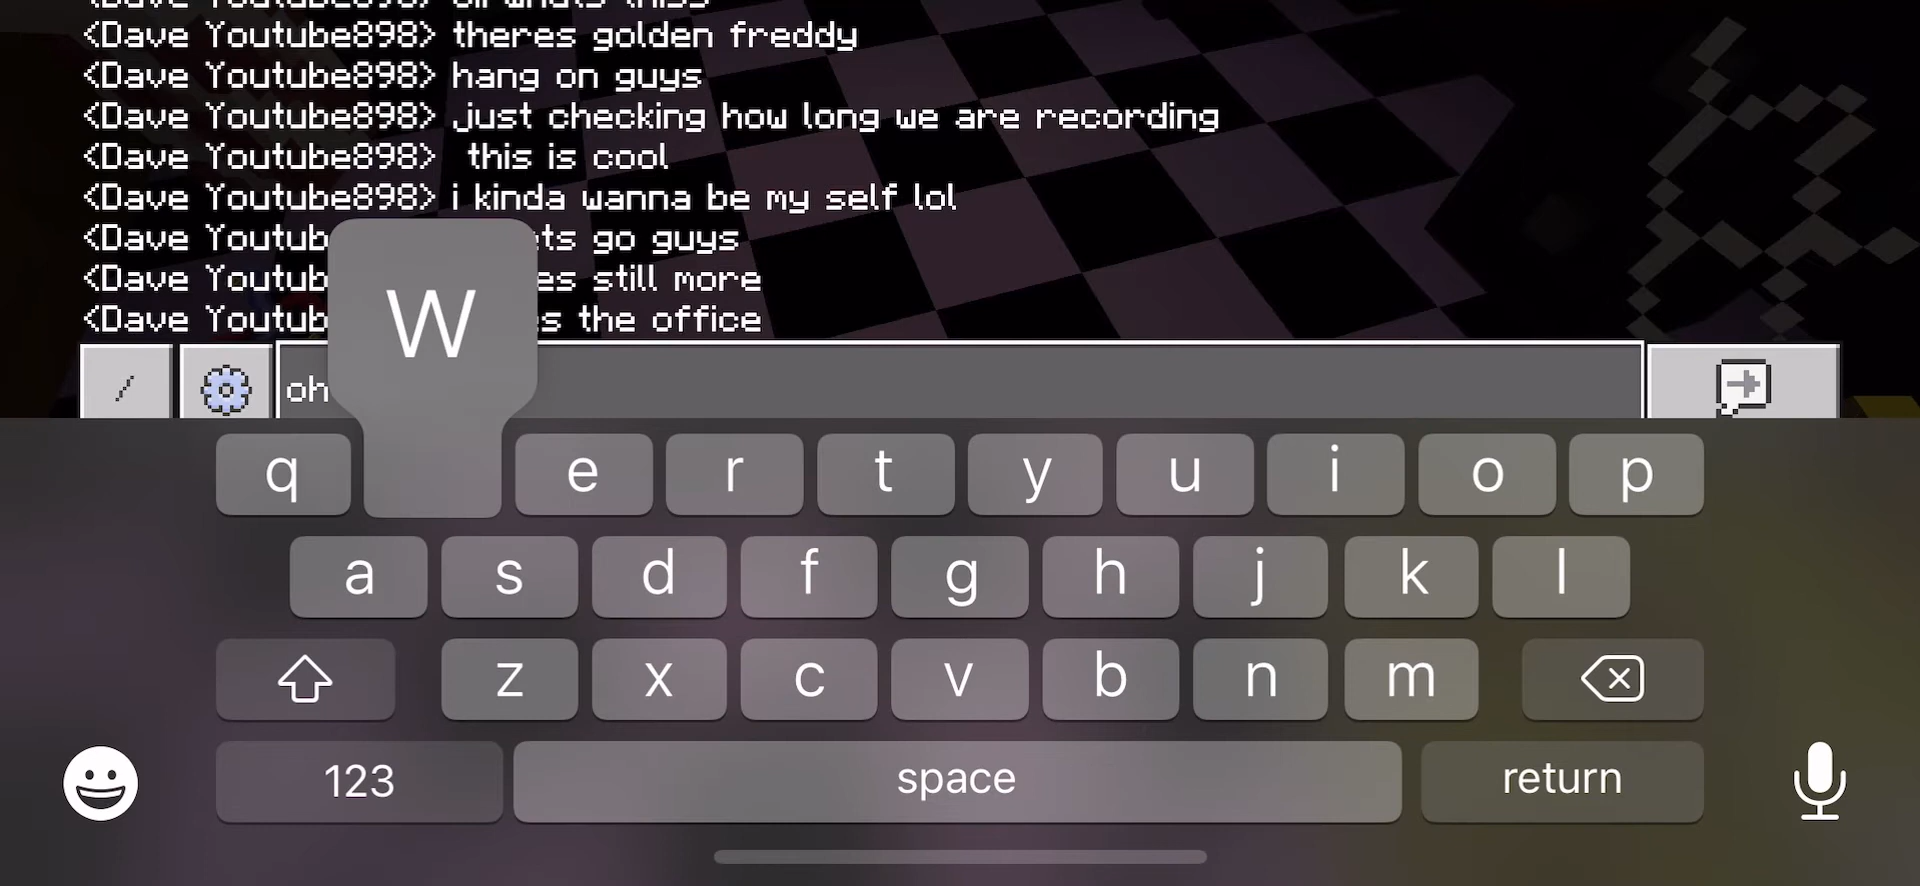 <Dave Youtube898> theres golden freddy
<Dave Youtube898> hang on guys
<Dave Youtube898> just checking how long we are recording
<Dave Youtube898> this is cool
<Dave Youtube898> i kinda wanna be my self lol
<Dave Youtub ts go guys
<Dave Youtub es still more
<Dave Youtub s the office
/ oh
W
q e r t y u i o p
a s d f g h j k l
z x c v b n m
123 space return